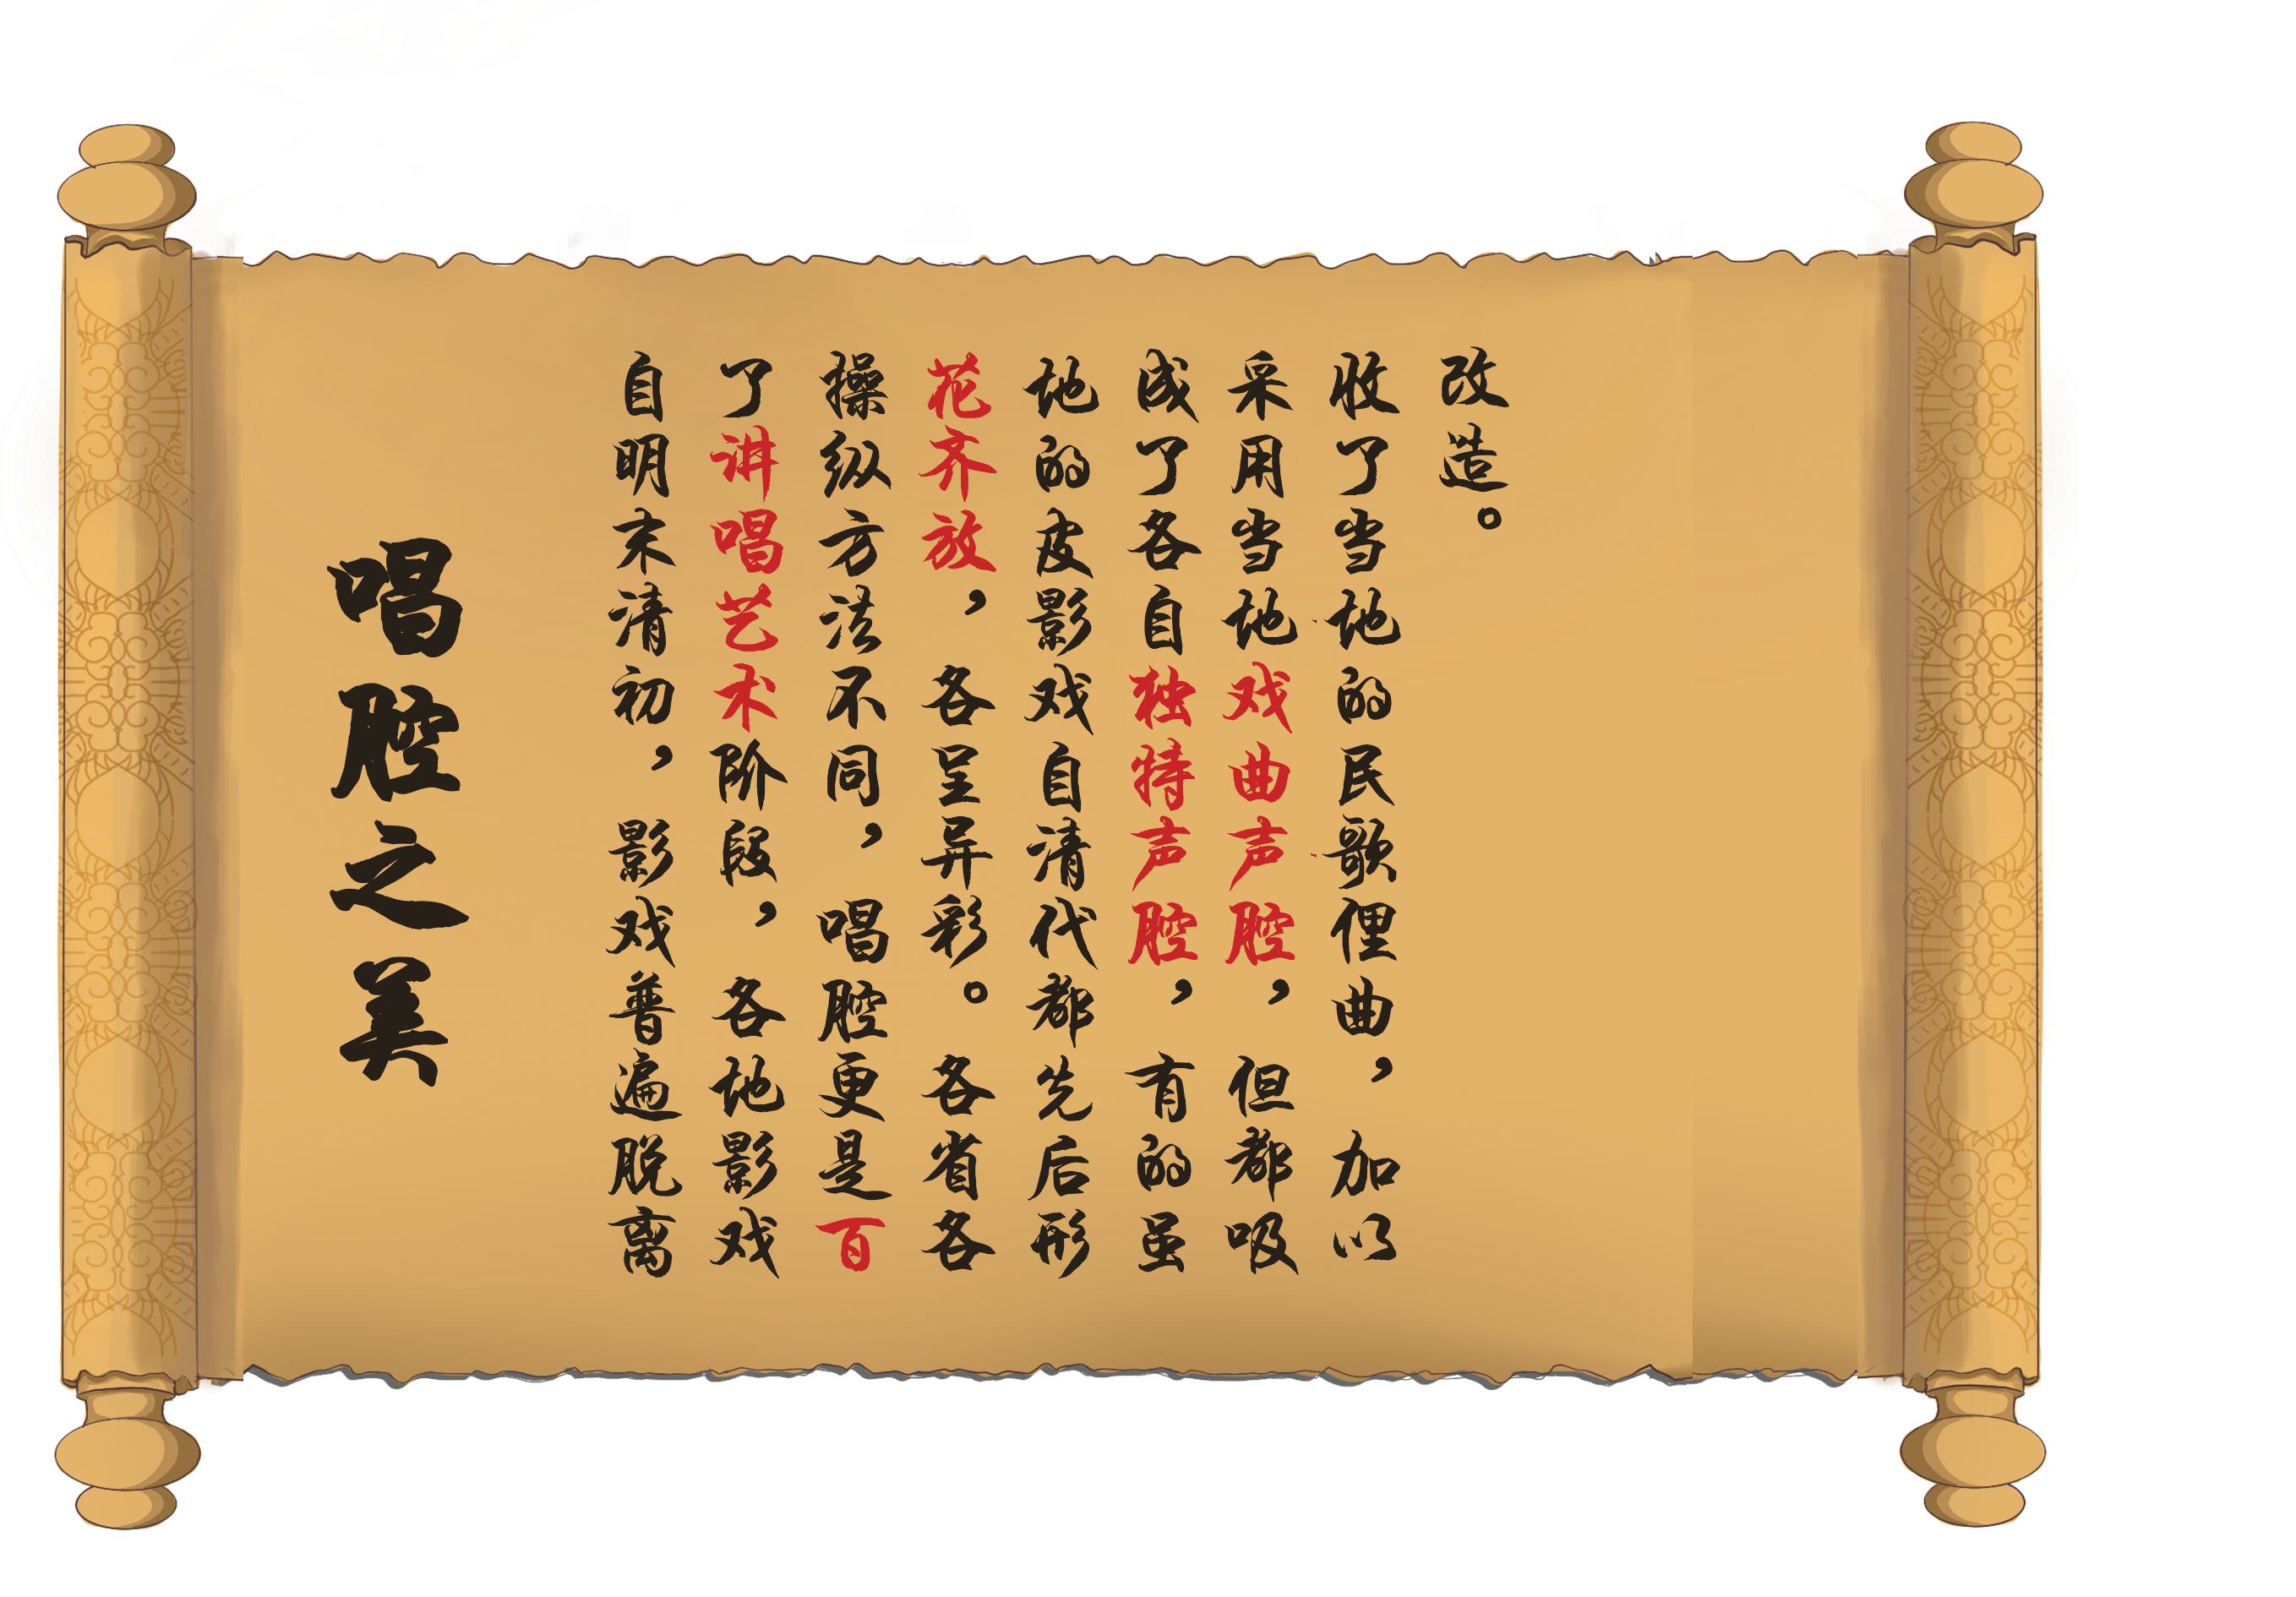 唱腔之美
自明末清初，影戏普遍脱离
了讲唱艺术阶段，各地影戏
操纵方法不同，唱腔更是百
花齐放，各呈异彩。各省各
地的皮影戏自清代都先后形
成了各自独特声腔，有的虽
采用当地戏曲声腔，但都吸
收了当地的民歌俚曲，加以
改造。